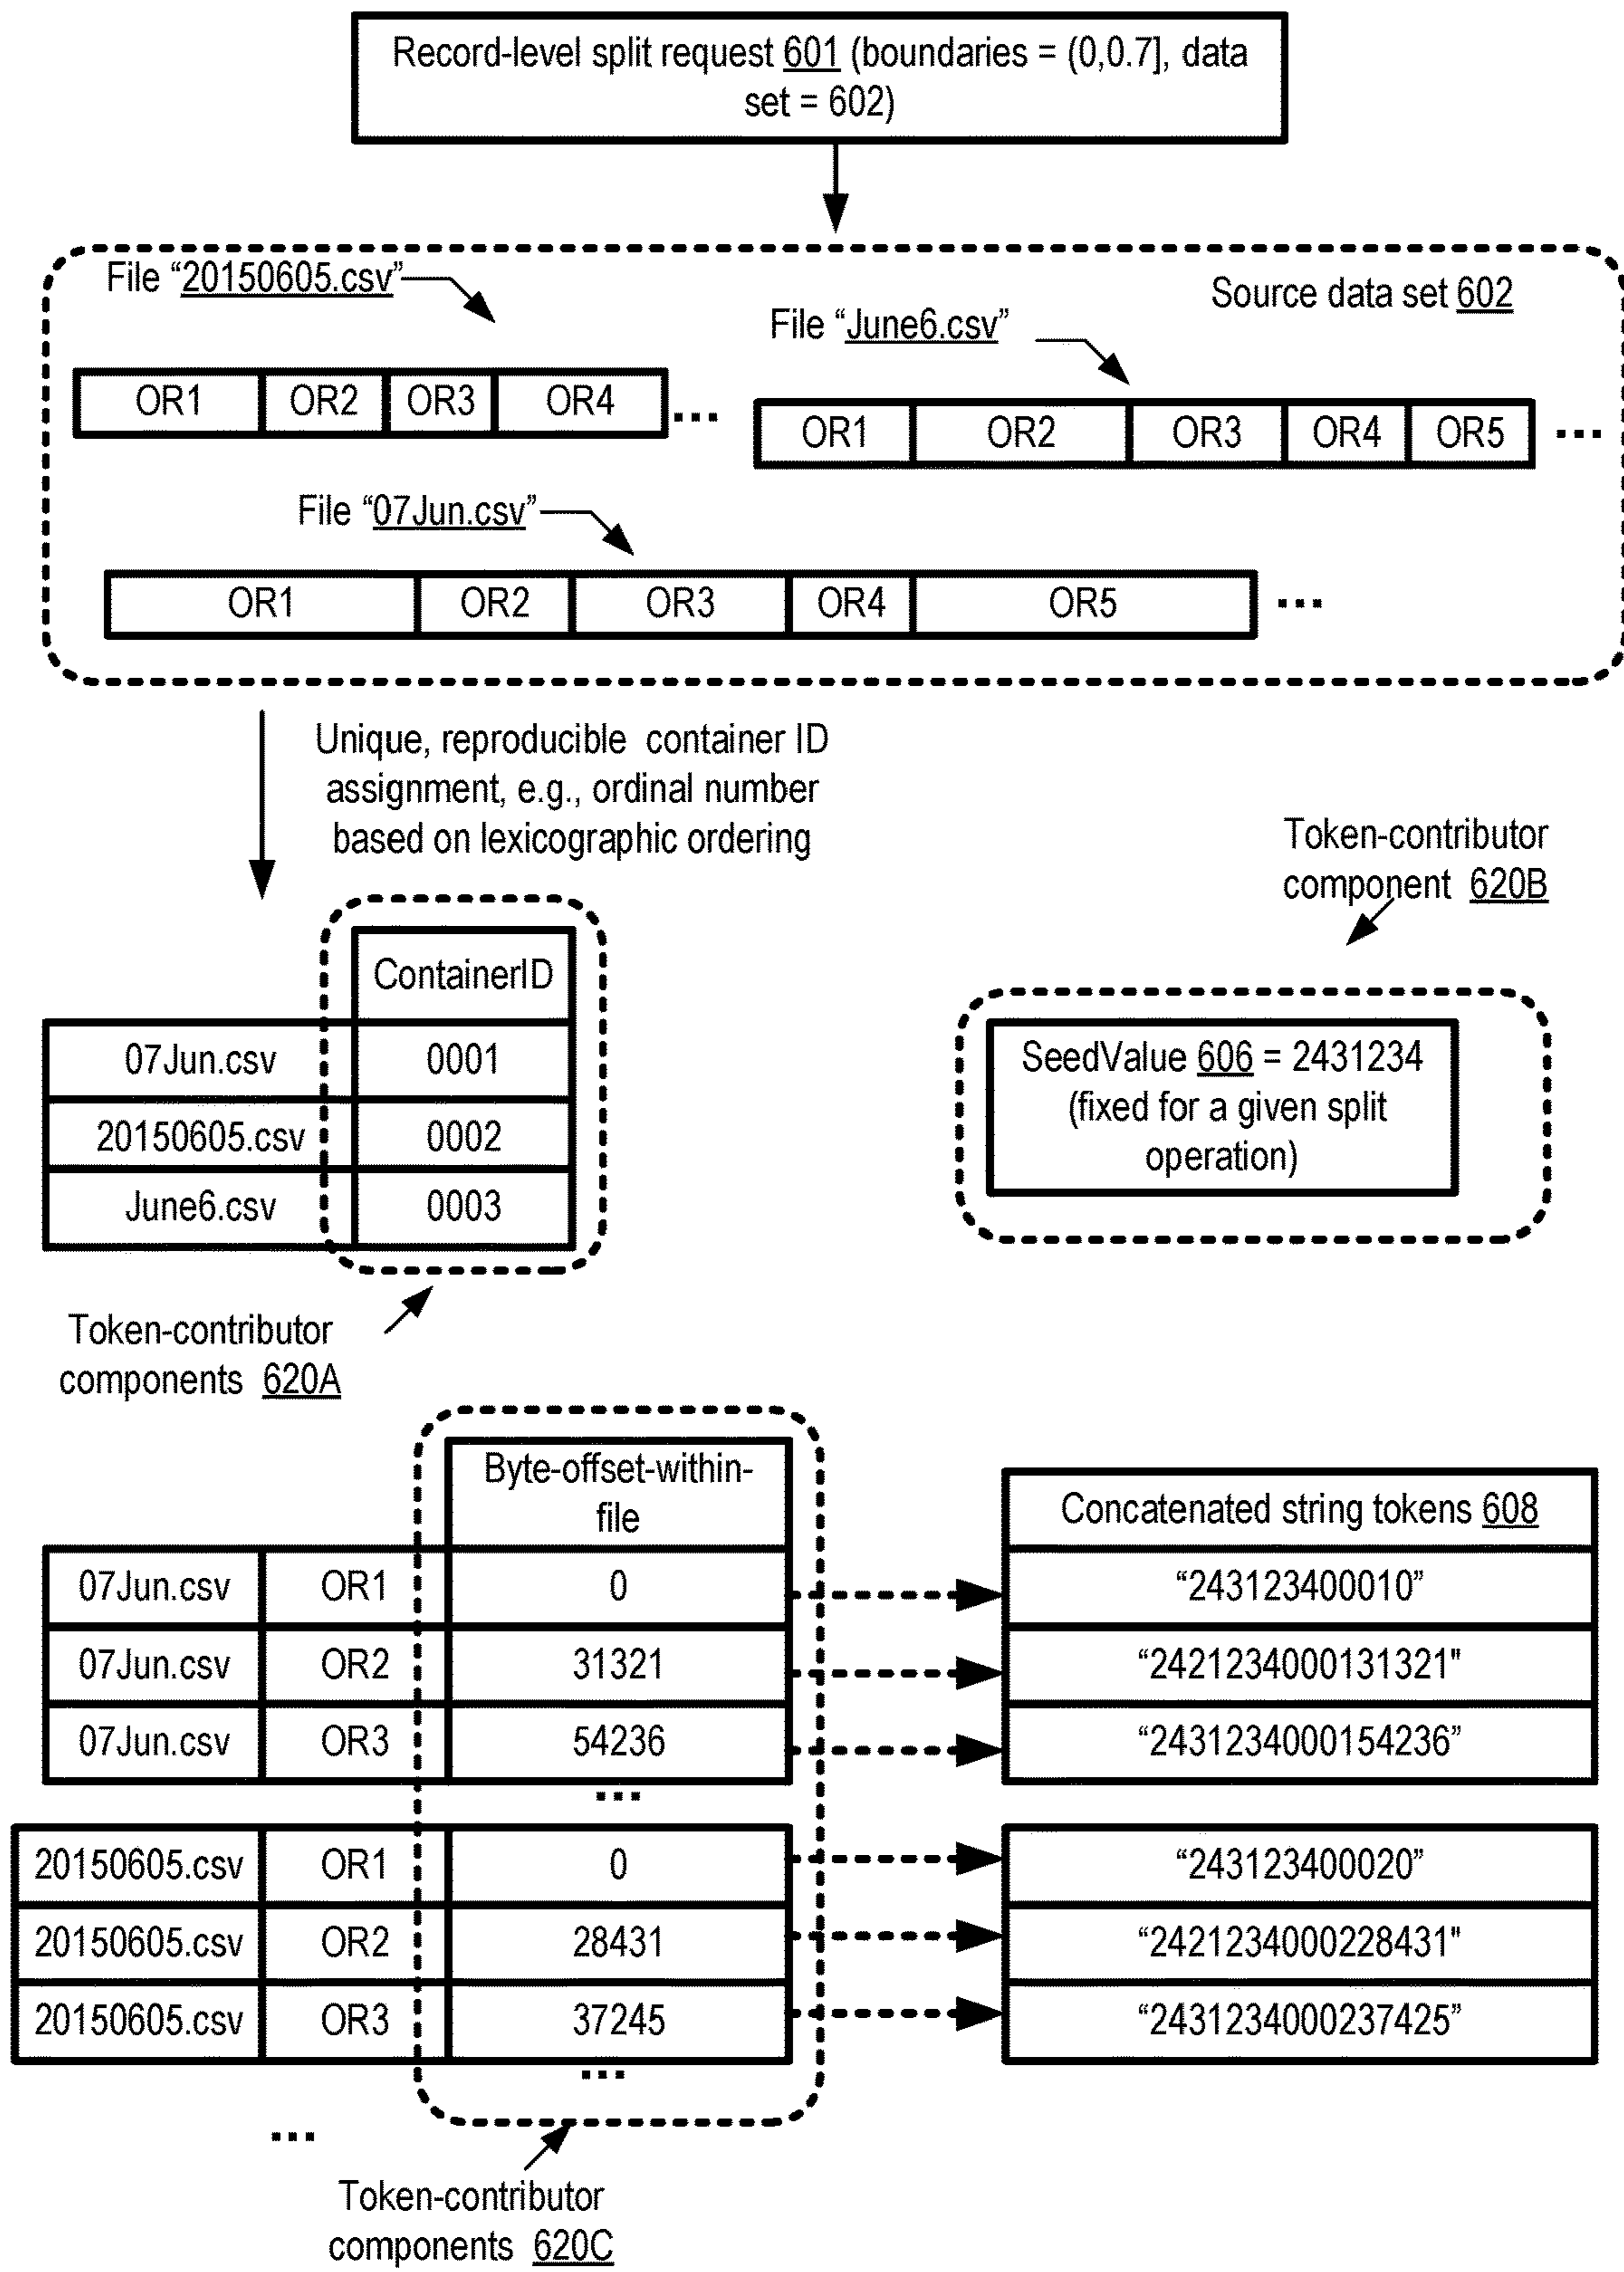 Record-level split request 601 (boundaries = (0,0.7], data
set = 602)
File “20150605.csv”
Source data set 602
File “June6.csv”
OR1 OR2 OR3 OR4 ...
OR1 OR2 OR3 OR4 OR5 ...
File “07Jun.csv”
OR1 OR2 OR3 OR4 OR5 ...
Unique, reproducible container ID
assignment, e.g., ordinal number
based on lexicographic ordering
Token-contributor
component 620B
ContainerID
07Jun.csv 0001
20150605.csv 0002
June6.csv 0003
SeedValue 606 = 2431234
(fixed for a given split
operation)
Token-contributor
components 620A
Byte-offset-within-
file
Concatenated string tokens 608
07Jun.csv OR1 0 “243123400010”
07Jun.csv OR2 31321 “2421234000131321"
07Jun.csv OR3 54236 “2431234000154236”
...
20150605.csv OR1 0 “243123400020”
20150605.csv OR2 28431 “2421234000228431"
20150605.csv OR3 37245 “2431234000237425”
...
...
Token-contributor
components 620C